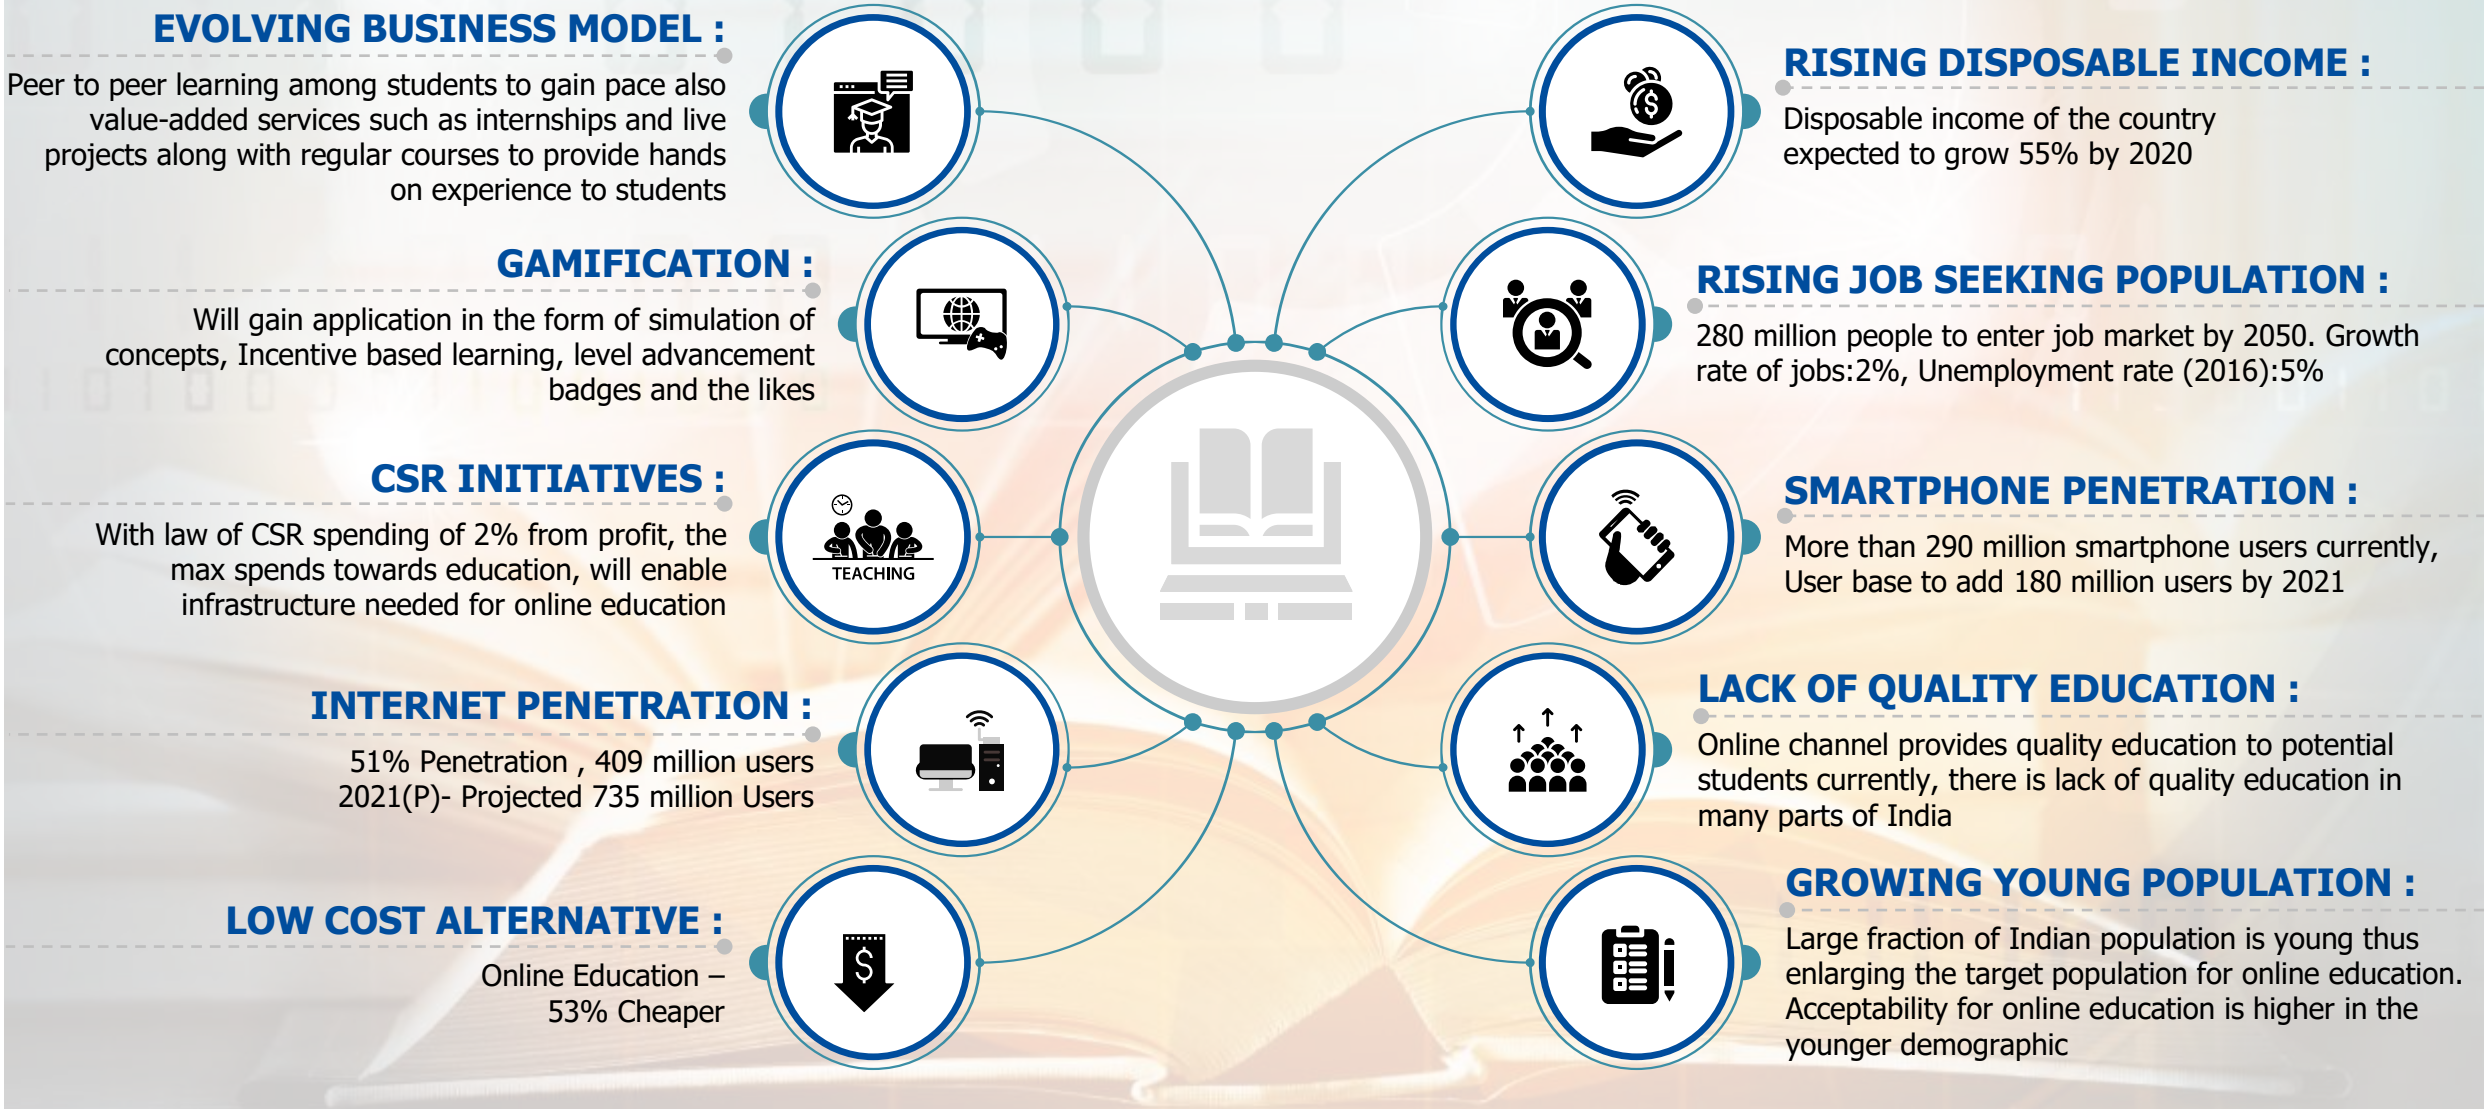 EVOLVING BUSINESS MODEL :
Peer to peer learning among students to gain pace also
value-added services such as internships and live
projects along with regular courses to provide hands
on experience to students
GAMIFICATION :
Will gain application in the form of simulation of
concepts, Incentive based learning, level advancement
badges and the likes
CSR INITIATIVES :
With law of CSR spending of 2% from profit, the
max spends towards education, will enable
infrastructure needed for online education
TEACHING
INTERNET PENETRATION :
51% Penetration , 409 million users
2021(P)- Projected 735 million Users
LOW COST ALTERNATIVE :
Online Education –
53% Cheaper
RISING DISPOSABLE INCOME :
Disposable income of the country
expected to grow 55% by 2020
RISING JOB SEEKING POPULATION :
280 million people to enter job market by 2050. Growth
rate of jobs:2%, Unemployment rate (2016):5%
SMARTPHONE PENETRATION :
More than 290 million smartphone users currently,
User base to add 180 million users by 2021
LACK OF QUALITY EDUCATION :
Online channel provides quality education to potential
students currently, there is lack of quality education in
many parts of India
GROWING YOUNG POPULATION :
Large fraction of Indian population is young thus
enlarging the target population for online education.
Acceptability for online education is higher in the
younger demographic